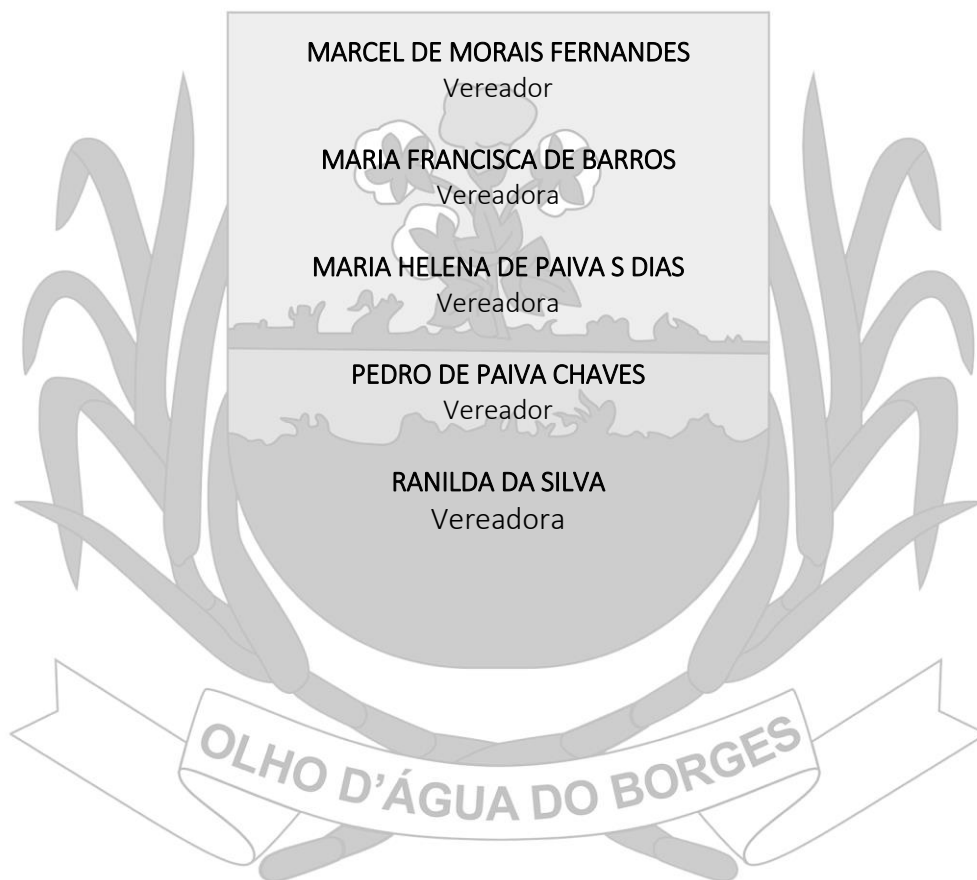 MARCEL DE MORAIS FERNANDES
Vereador
MARIA FRANCISCA DE BARROS
Vereadora
MARIA HELENA DE PAIVA S DIAS
Vereadora
PEDRO DE PAIVA CHAVES
Vereador
RANILDA DA SILVA
Vereadora
OLHO D'ÁGUA DO BORGES